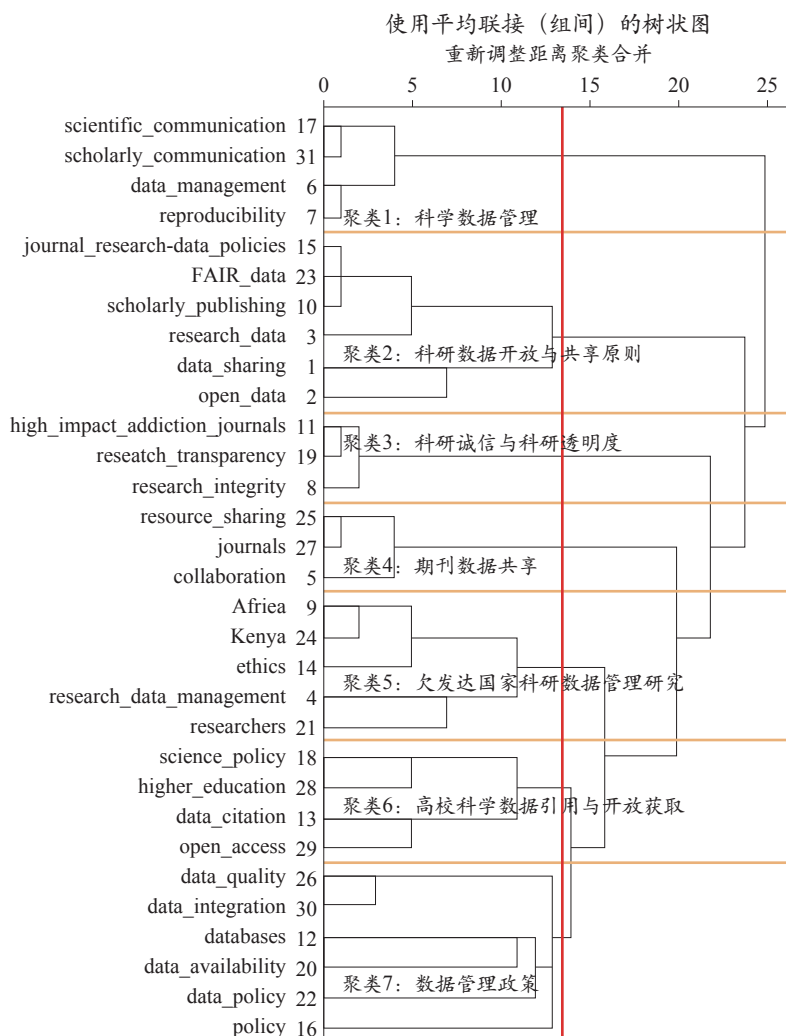 使用平均联接（组间）的树状图
重新调整距离聚类合并
0 5 10 15 20 25
scientific_communication 17
scholarly_communication 31
data_management 6
reproducibility 7
聚类1：科学数据管理
journal_research-data_policies 15
FAIR_data 23
scholarly_publishing 10
research_data 3
聚类2：科研数据开放与共享原则
data_sharing 1
open_data 2
high_impact_addiction_journals 11
聚类3：科研诚信与科研透明度
reseatch_transparency 19
research_integrity 8
resource_sharing 25
journals 27
聚类4：期刊数据共享
collaboration 5
Afriea 9
Kenya 24
ethics 14
聚类5：欠发达国家科研数据管理研究
research_data_management 4
researchers 21
science_policy 18
higher_education 28
聚类6：高校科学数据引用与开放获取
data_citation 13
open_access 29
data_quality 26
data_integration 30
databases 12
data_availability 20
聚类7：数据管理政策
data_policy 22
policy 16